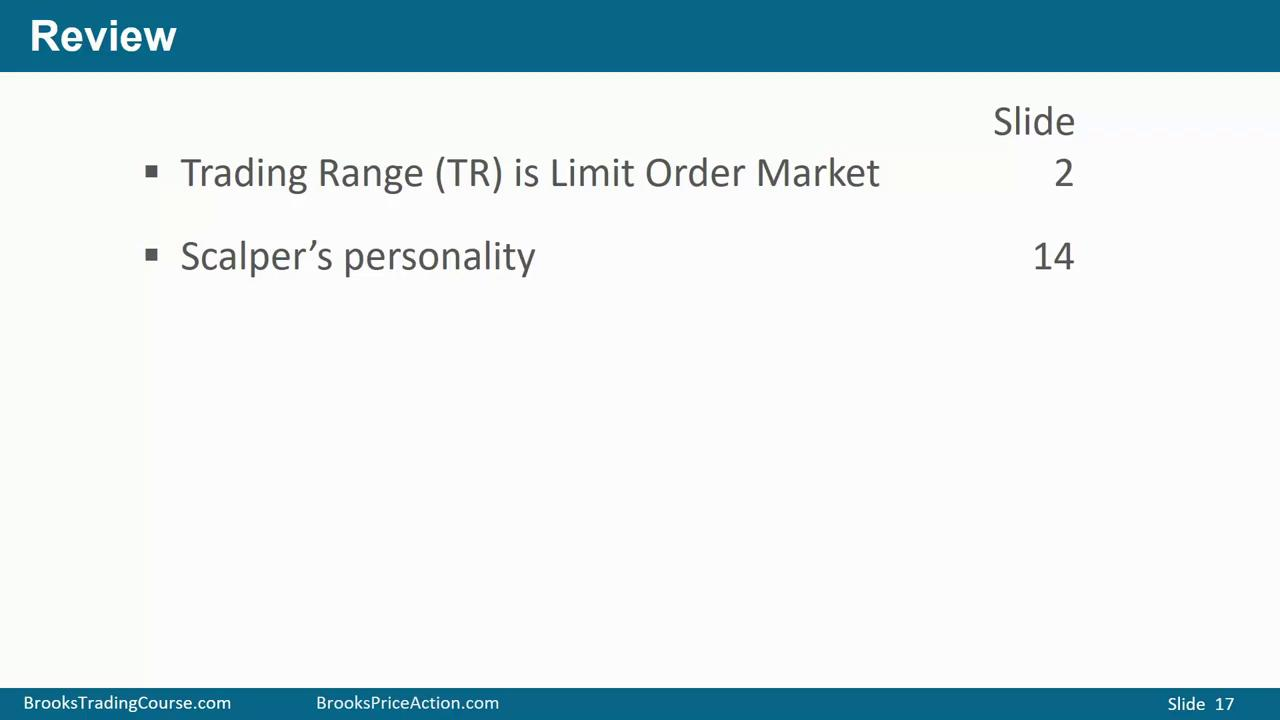 Review
Slide
▪ Trading Range (TR) is Limit Order Market 2
▪ Scalper’s personality 14
BrooksTradingCourse.com BrooksPriceAction.com Slide 17